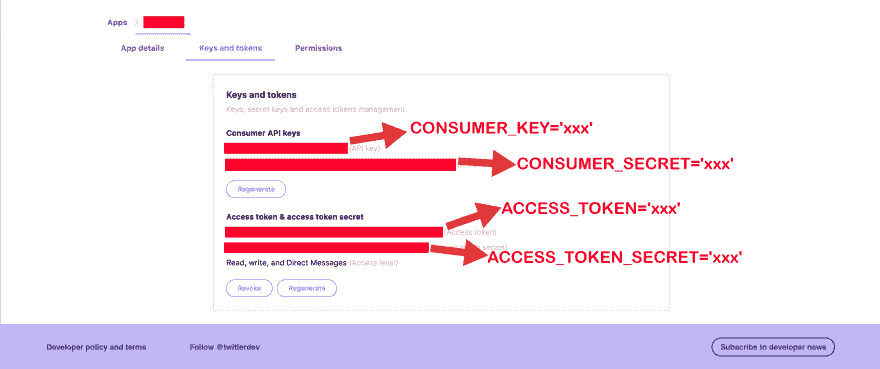 Apps
App details Keys and tokens Permissions
Keys and tokens
Keys, secret keys and access tokens management.
Consumer API keys
CONSUMER_KEY='xxx'
(API key)
CONSUMER_SECRET='xxx'
Regenerate
Access token & access token secret
ACCESS_TOKEN='xxx'
(Access token)
secret)
ACCESS_TOKEN_SECRET='xxx'
Read, write, and Direct Messages (Access level)
Revoke Regenerate
Developer policy and terms Follow @twitterdev Subscribe to developer news